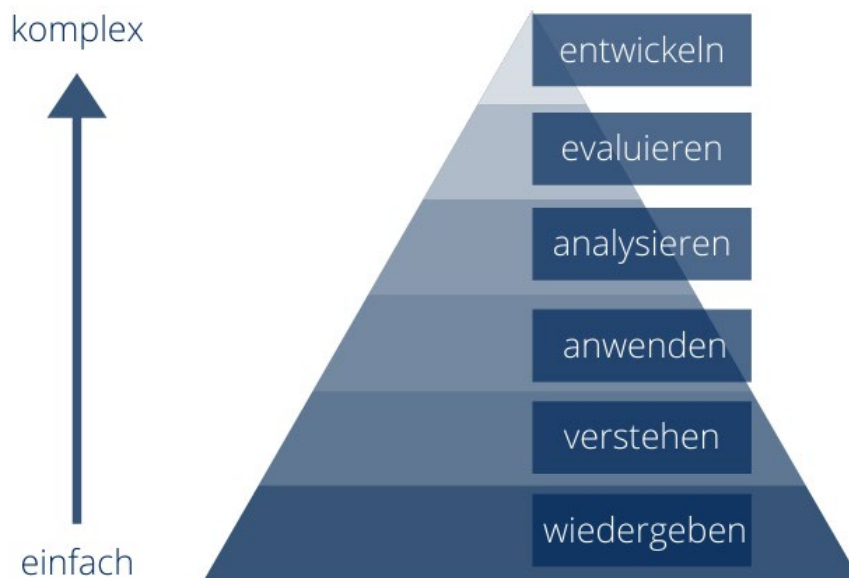 komplex
entwickeln
evaluieren
analysieren
anwenden
verstehen
wiedergeben
einfach